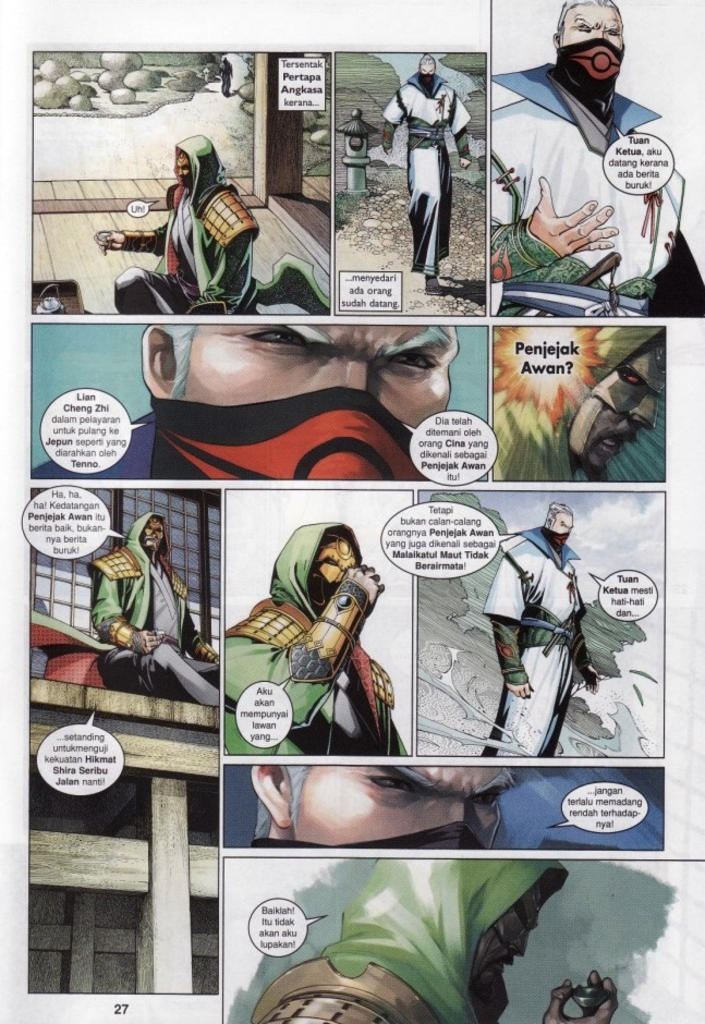 Tersentak
Pertapa
Angkasa
kerana...
Uh!
...menyedari
ada orang
sudah datang.
Tuan
Ketua, aku
datang kerana
ada berita
buruk!
Lian
Cheng Zhi
dalam pelayaran
untuk pulang ke
Jepun seperti yang
diarahkan oleh
Tenno.
Dia telah
ditemani oleh
orang Cina yang
dikenali sebagai
Penjejak Awan
itu!
Penjejak
Awan?
Ha, ha,
ha! Kedatangan
Penjejak Awan itu
berita baik, bukan-
nya berita
buruk!
...setanding
untukmenguji
kekuatan Hikmat
Shira Seribu
Jalan nanti!
Aku
akan
mempunyai
lawan
yang...
Tetapi
bukan calan-calang
orangnya Penjejak Awan
yang juga dikenali sebagai
Malaikatul Maut Tidak
Berairmata!
Tuan
Ketua mesti
hati-hati
dan...
...jangan
terlalu memadang
rendah terhadap-
nya!
Baiklah!
Itu tidak
akan aku
lupakan!
27